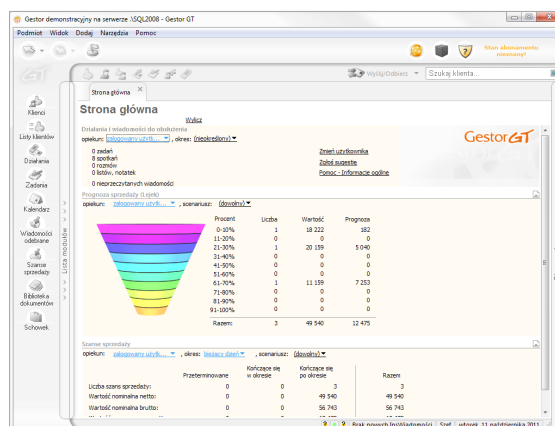 Gestor demonstracyjny na serwerze .\SQL2008 - Gestor GT
Podmiot Widok Dodaj Narzędzia Pomoc
Stan abonamentu nieznany!
GT
Wyślij/Odbierz Szukaj klienta...
Strona główna
Klienci
Listy klientów
Działania
Zadania
Kalendarz
Wiadomości odebrane
Szanse sprzedaży
Biblioteka dokumentów
Schowek
Lista modułów
Strona główna
Wylicz
Działania i wiadomości do obsłużenia
opiekun: zalogowany użytk... , okres: (nieokreślony)
Gestor GT
0 zadań Zmień użytkownika
8 spotkań
0 rozmów Zgłoś sugestię
0 listów, notatek Pomoc - Informacje ogólne
0 nieprzeczytanych wiadomości
Prognoza sprzedaży (Lejek)
opiekun: zalogowany użytk... , scenariusz: (dowolny)
Procent Liczba Wartość Prognoza
0-10% 1 18 222 182
11-20% 0 0 0
21-30% 1 20 159 5 040
31-40% 0 0 0
41-50% 0 0 0
51-60% 0 0 0
61-70% 1 11 159 7 253
71-80% 0 0 0
81-90% 0 0 0
91-100% 0 0 0
Razem: 3 49 540 12 475
Szanse sprzedaży
opiekun: zalogowany użytk... , okres: bieżący dzień , scenariusz: (dowolny)
Przeterminowane Kończące się w okresie Kończące się po okresie Razem
Liczba szans sprzedaży: 0 0 3 3
Wartość nominalna netto: 0 0 49 540 49 540
Wartość nominalna brutto: 0 0 56 743 56 743
Brak nowych InsWiadomości Szef wtorek, 11 października 2011